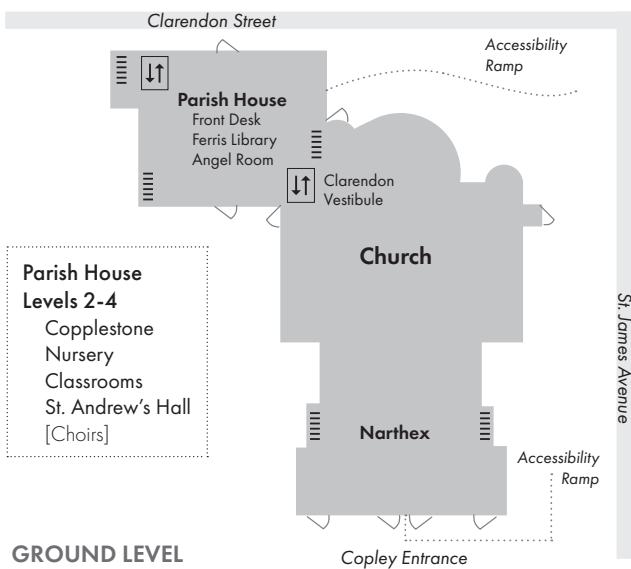 Clarendon Street
Accessibility
Ramp
Parish House
Front Desk
Ferris Library
Angel Room
Clarendon
Vestibule
Church
Parish House
Levels 2-4
Copplestone
Nursery
Classrooms
St. Andrew's Hall
[Choirs]
St. James Avenue
Narthex
Accessibility
Ramp
GROUND LEVEL
Copley Entrance